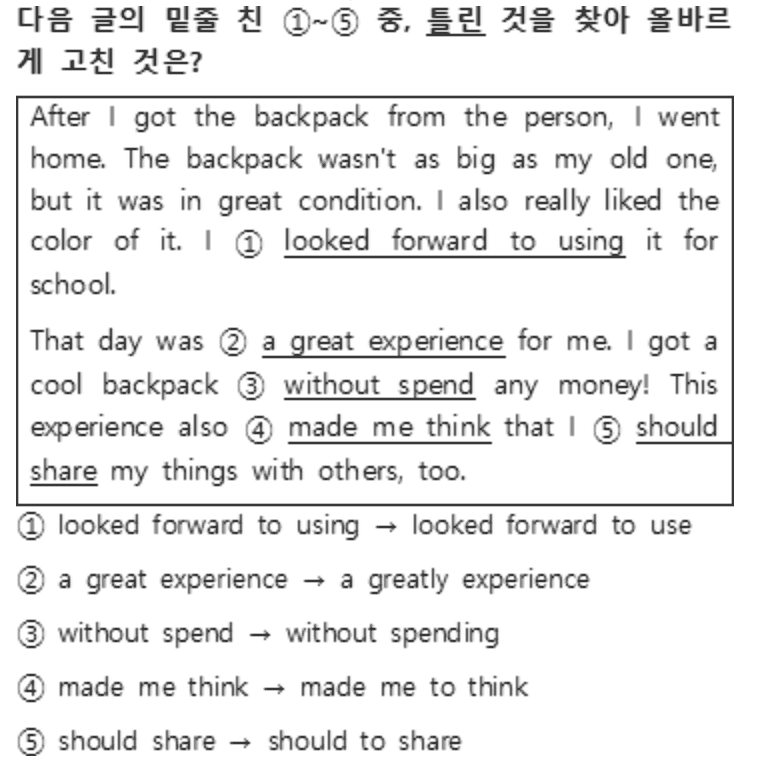 다음 글의 밑줄 친 ①~⑤ 중, 틀린 것을 찾아 올바르
게 고친 것은?
After I got the backpack from the person, I went
home. The backpack wasn't as big as my old one,
but it was in great condition. I also really liked the
color of it. I ① looked forward to using it for
school.
That day was ② a great experience for me. I got a
cool backpack ③ without spend any money! This
experience also ④ made me think that I ⑤ should
share my things with others, too.
① looked forward to using → looked forward to use
② a great experience → a greatly experience
③ without spend → without spending
④ made me think → made me to think
⑤ should share → should to share